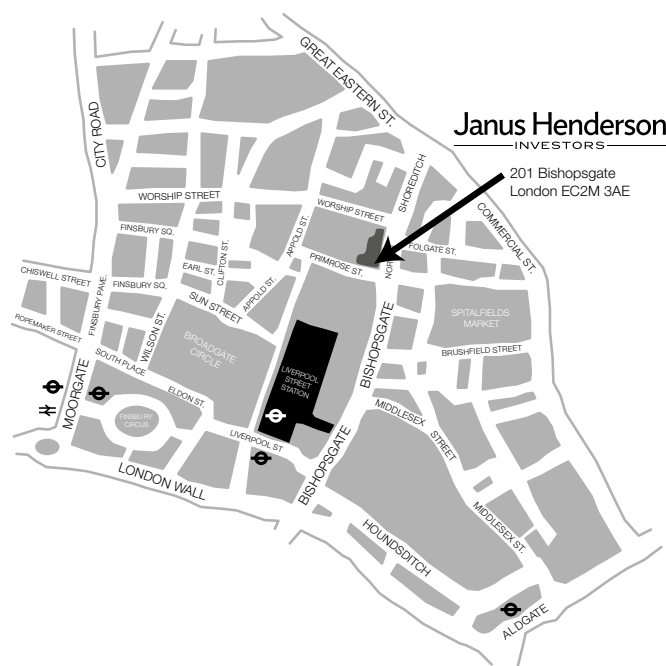 GREAT EASTERN ST.
CITY ROAD
Janus Henderson
INVESTORS
201 Bishopsgate
London EC2M 3AE
SHOREDITCH
WORSHIP STREET
WORSHIP STREET
COMMERCIAL ST.
FINSBURY SQ.
APPOLD ST.
FOLGATE ST.
CLIFTON ST.
PRIMROSE ST.
NOR
EARL ST.
CHISWELL STREET
FINSBURY SQ.
FINSBURY PAVE.
APPOLD ST.
SUN STREET
ROPEMAKER STREET
WILSON ST.
SPITALFIELDS
MARKET
BISHOPSGATE
BROADGATE
CIRCLE
BRUSHFIELD STREET
SOUTH PLACE
LIVERPOOL
STREET
STATION
MOORGATE
ELDON ST.
FINSBURY
CIRCUS
MIDDLESEX
STREET
LIVERPOOL ST
BISHOPSGATE
LONDON WALL
MIDDLESEX ST.
HOUNDSDITCH
ALDGATE